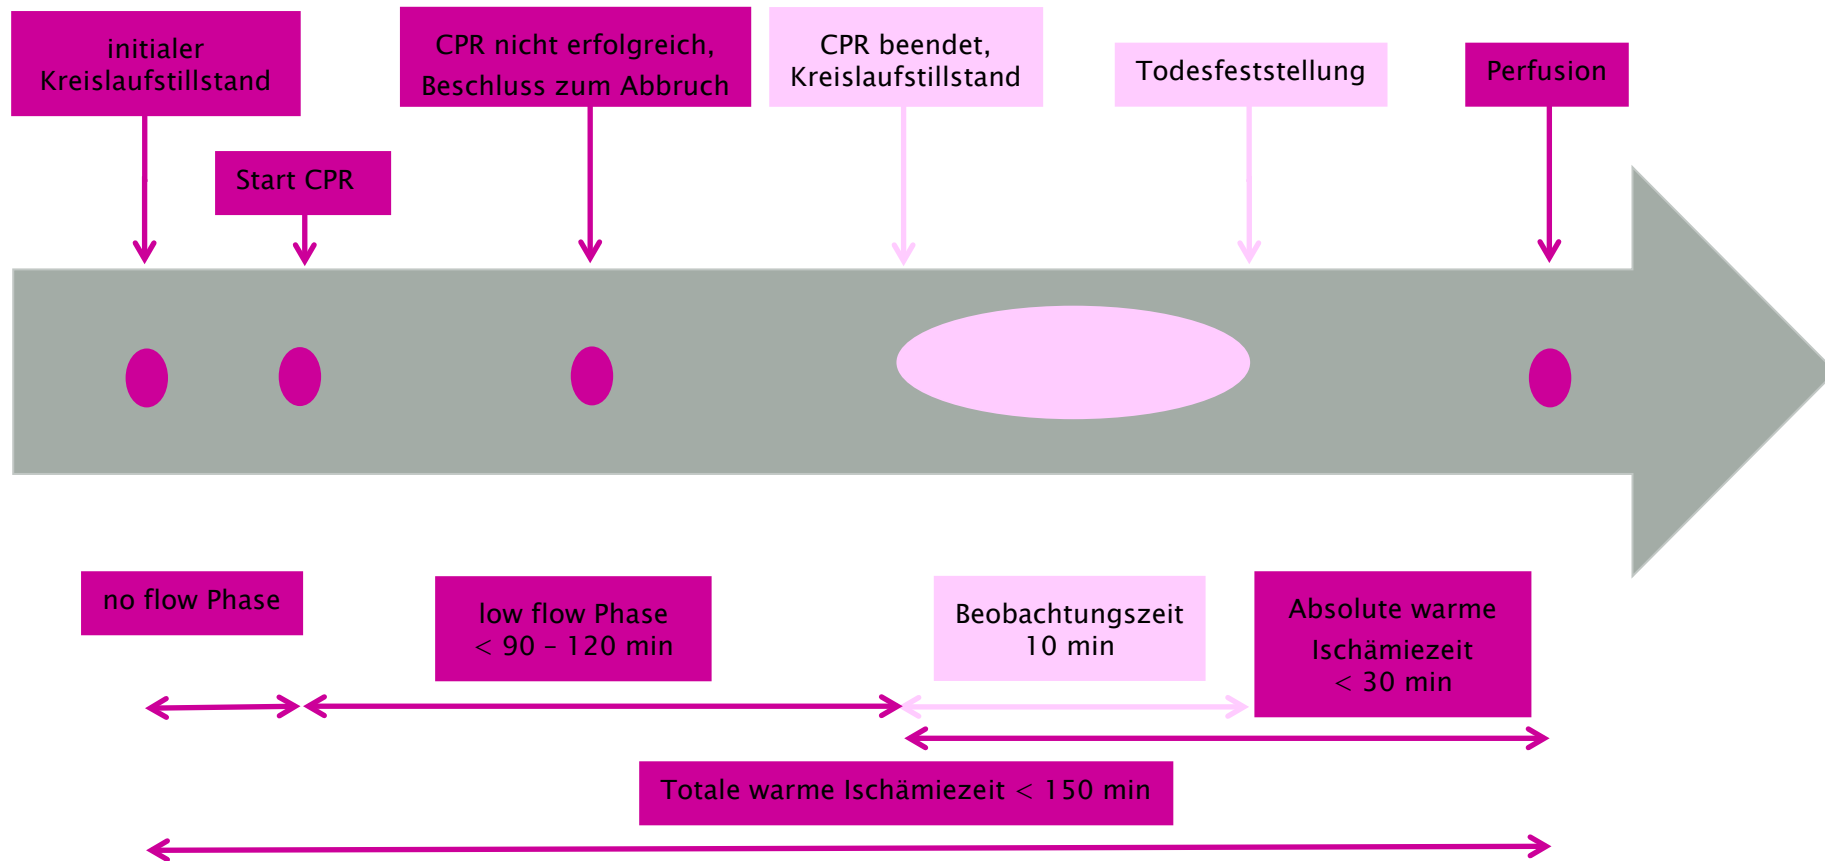 initialer
Kreislaufstillstand
CPR nicht erfolgreich,
Beschluss zum Abbruch
CPR beendet,
Kreislaufstillstand
Todesfeststellung
Perfusion
Start CPR
no flow Phase
low flow Phase
< 90 – 120 min
Beobachtungszeit
10 min
Absolute warme
Ischämiezeit
< 30 min
Totale warme Ischämiezeit < 150 min